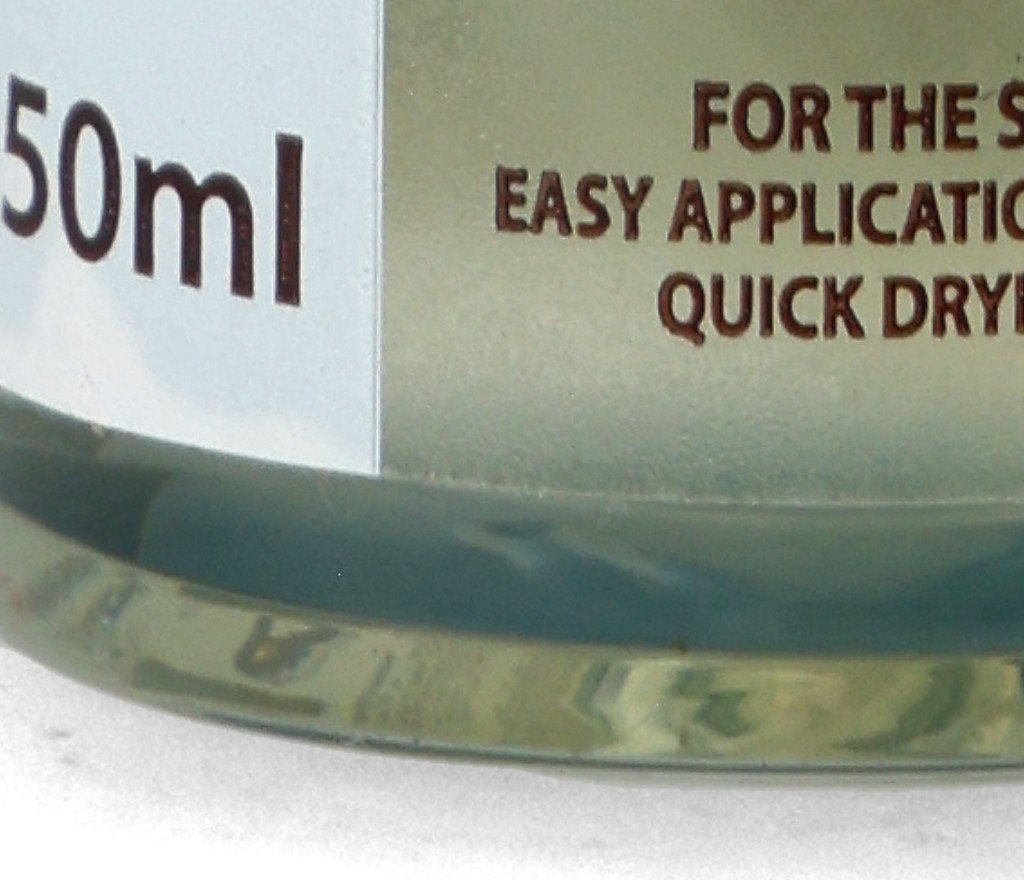 50ml
FOR THE S
EASY APPLICATIO
QUICK DRY